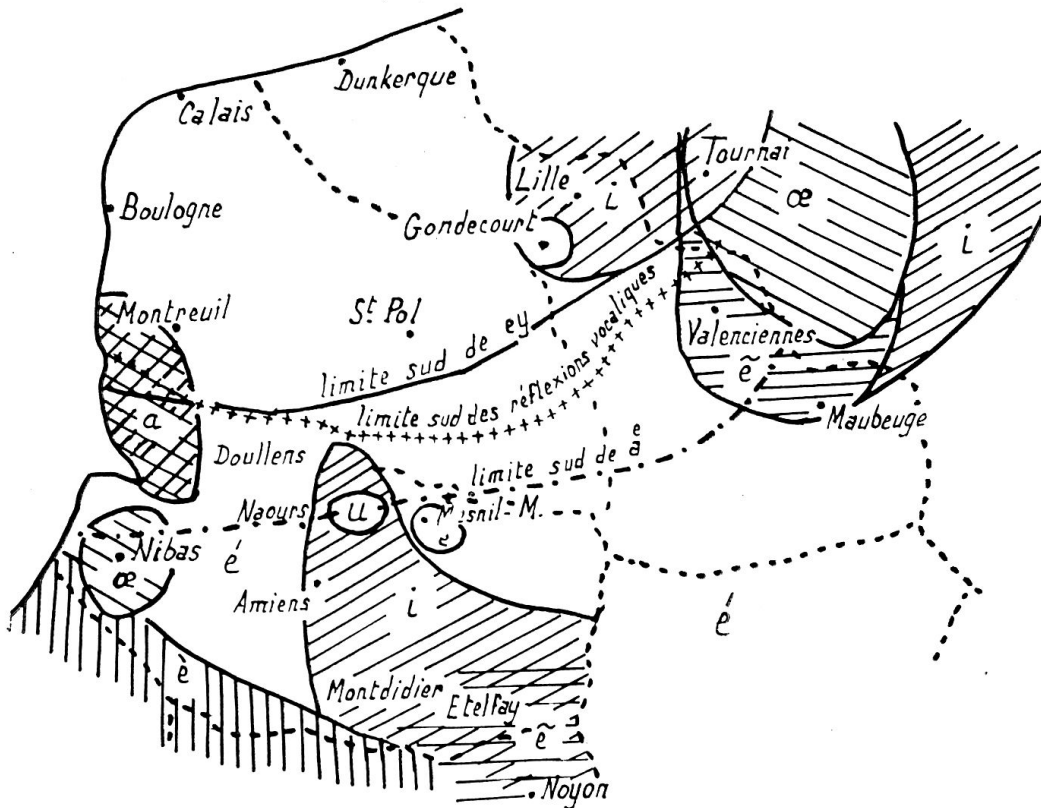 Dunkerque
Calais
Tournai
Lille
i
œ
Boulogne
Gondecourt
i
Montreuil
St Pol
Valenciennes
limite sud de ey
limite sud des réflexions vocaliques
ẽ
a
Maubeuge
Doullens
limite sud de
a e
Naours
u
Mesnil-M.
e
Nibas
é
œ
Amiens
i
é
è
Montdidier
Etelfay
ẽ
Noyon